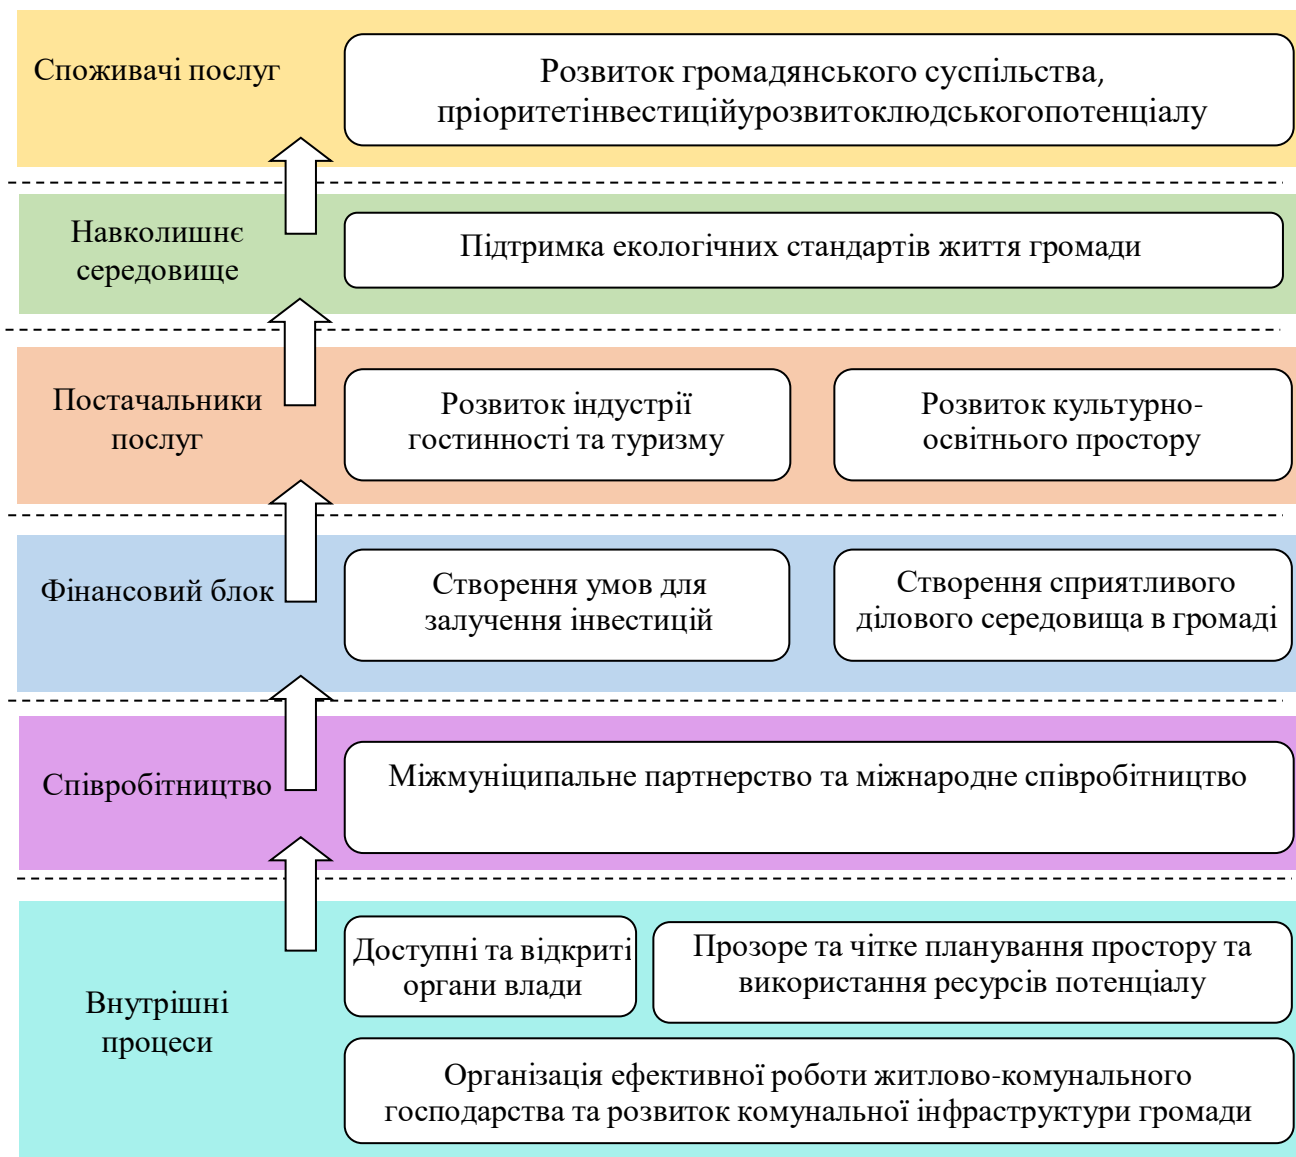 Споживачі послуг
Розвиток громадянського суспільства,
пріоритетінвестиційурозвитоклюдськогопотенціалу
Навколишнє
середовище
Підтримка екологічних стандартів життя громади
Постачальники
послуг
Розвиток індустрії
гостинності та туризму
Розвиток культурно-
освітнього простору
Фінансовий блок
Створення умов для
залучення інвестицій
Створення сприятливого
ділового середовища в громаді
Співробітництво
Міжмуніципальне партнерство та міжнародне співробітництво
Внутрішні
процеси
Доступні та відкриті
органи влади
Прозоре та чітке планування простору та
використання ресурсів потенціалу
Організація ефективної роботи житлово-комунального
господарства та розвиток комунальної інфраструктури громади